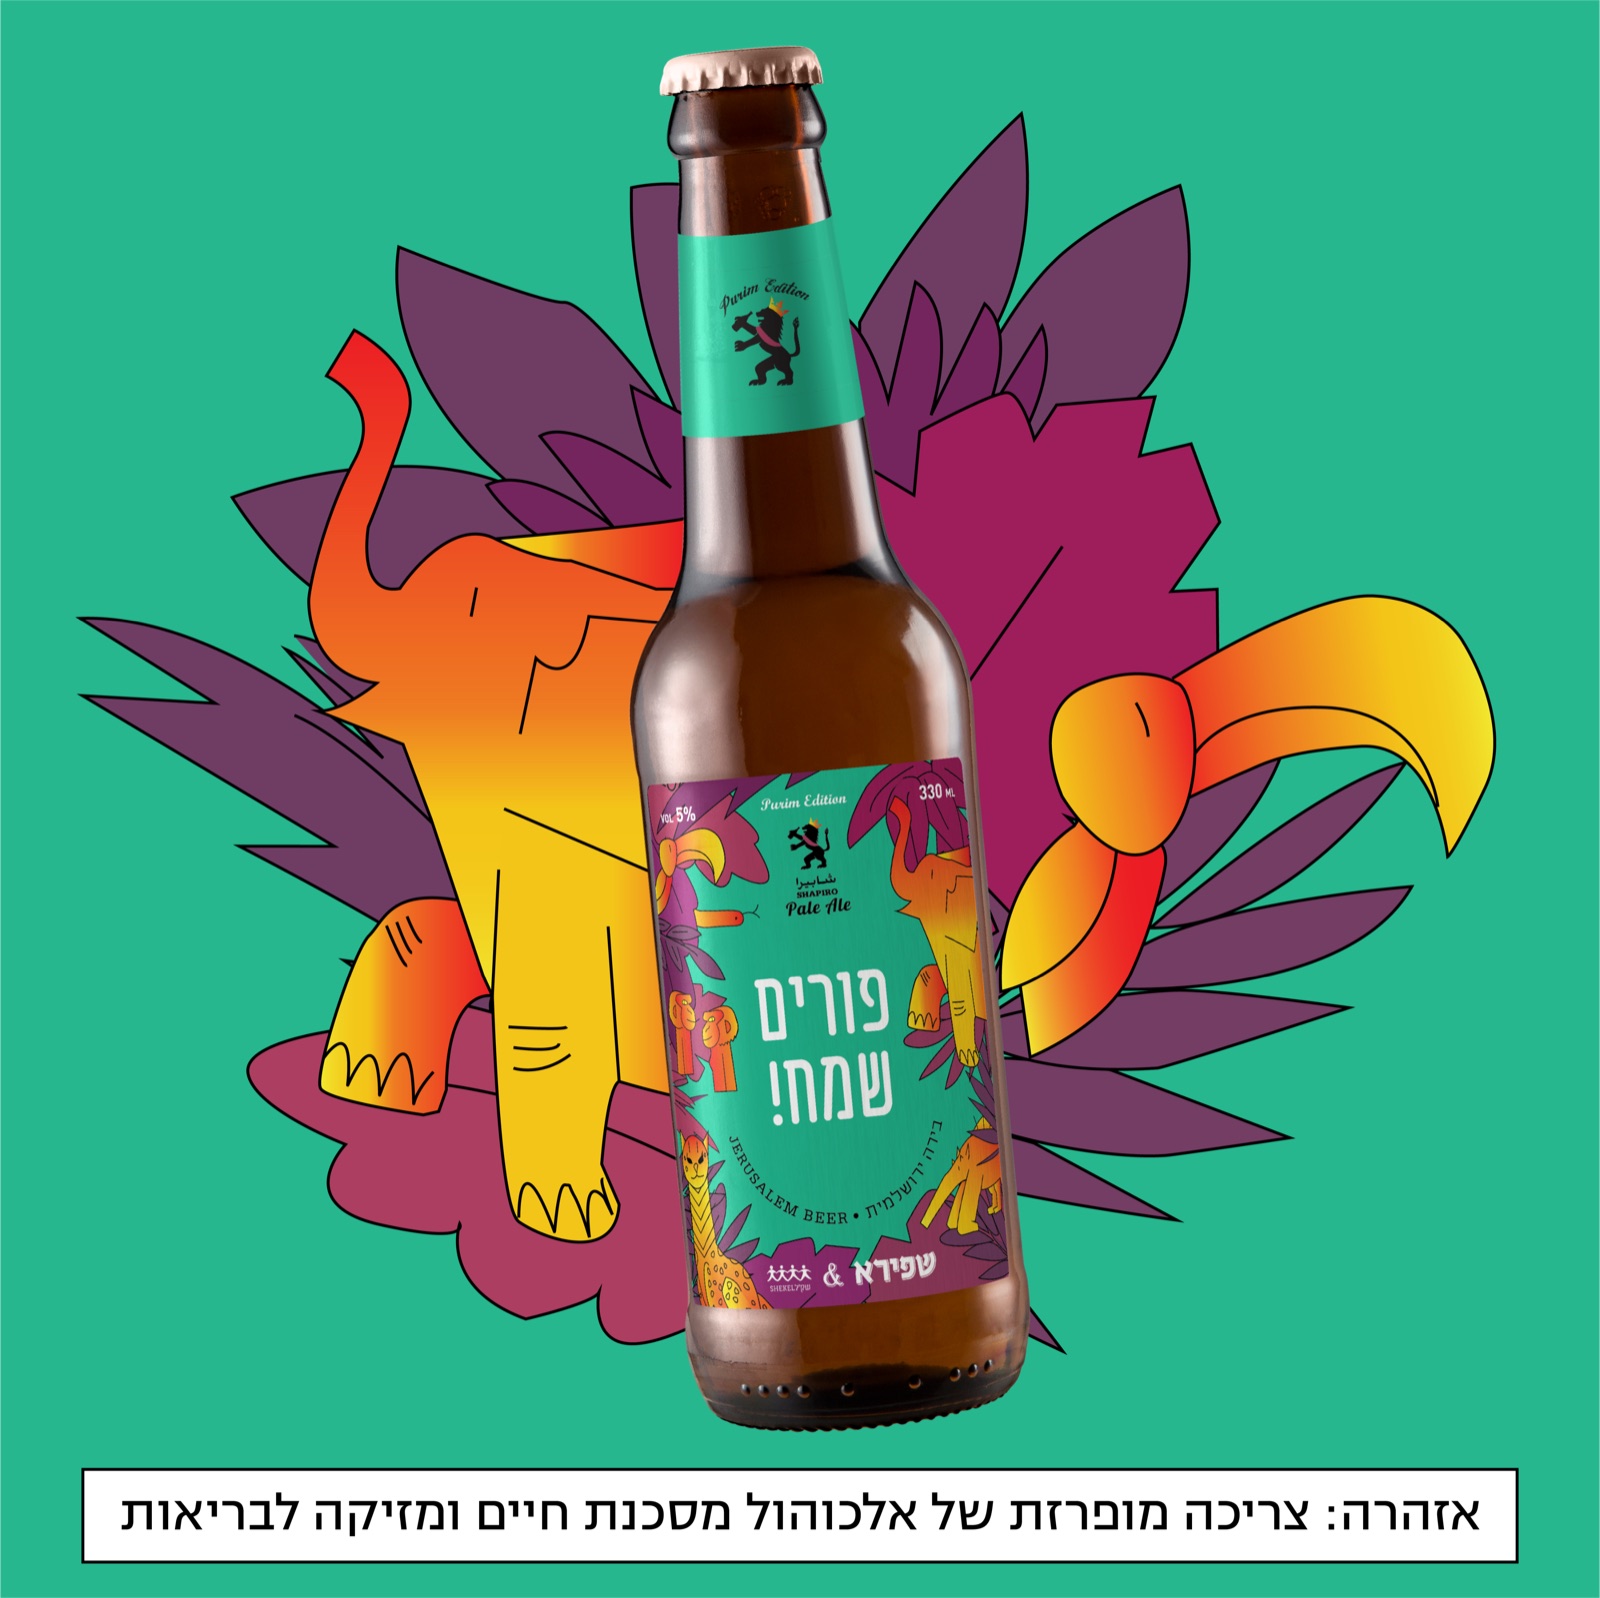 Purim Edition
VOL 5%
Purim Edition
330 ML
شابيرا
SHAPIRO
Pale Ale
פורים
שמח!
JERUSALEM BEER • בירה ירושלמית
שפירא & שק"ל SHEKEL
אזהרה: צריכה מופרזת של אלכוהול מסכנת חיים ומזיקה לבריאות